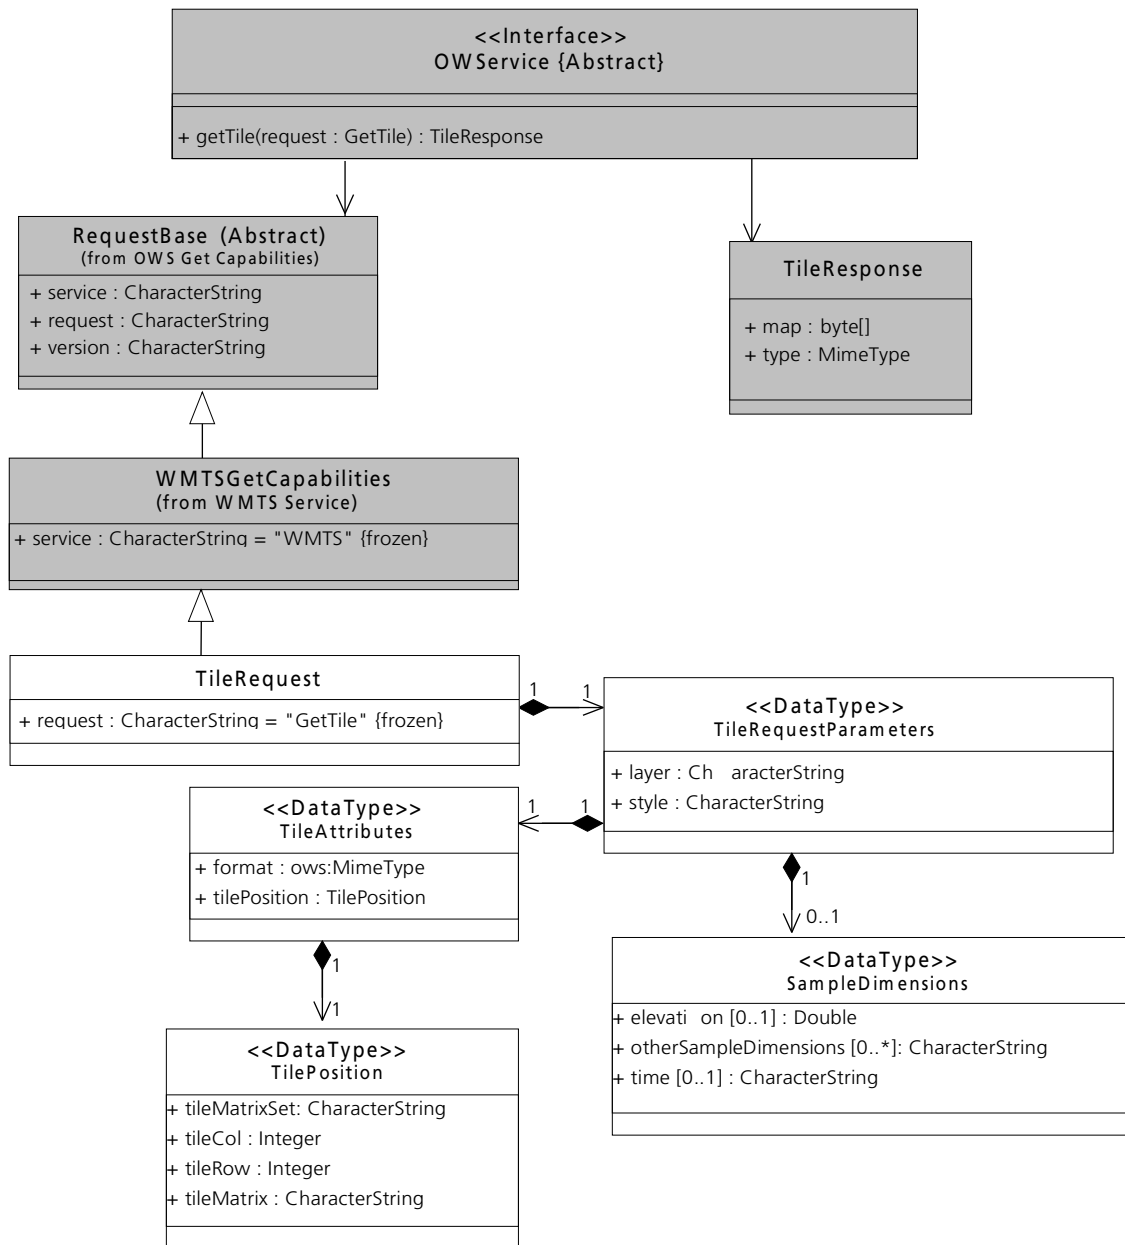 <<Interface>>
OWService {Abstract}
+ getTile(request : GetTile) : TileResponse
RequestBase (Abstract)
(from OWS Get Capabilities)
+ service : CharacterString
+ request : CharacterString
+ version : CharacterString
TileResponse
+ map : byte[]
+ type : MimeType
WMTSGetCapabilities
(from WMTS Service)
+ service : CharacterString = "WMTS" {frozen}
TileRequest
+ request : CharacterString = "GetTile" {frozen}
1
1
<<DataType>>
TileRequestParameters
+ layer : Ch aracterString
+ style : CharacterString
1
1
<<DataType>>
TileAttributes
+ format : ows:MimeType
+ tilePosition : TilePosition
1
0..1
<<DataType>>
SampleDimensions
+ elevati on [0..1] : Double
+ otherSampleDimensions [0..*]: CharacterString
+ time [0..1] : CharacterString
1
1
<<DataType>>
TilePosition
+ tileMatrixSet: CharacterString
+ tileCol : Integer
+ tileRow : Integer
+ tileMatrix : CharacterString